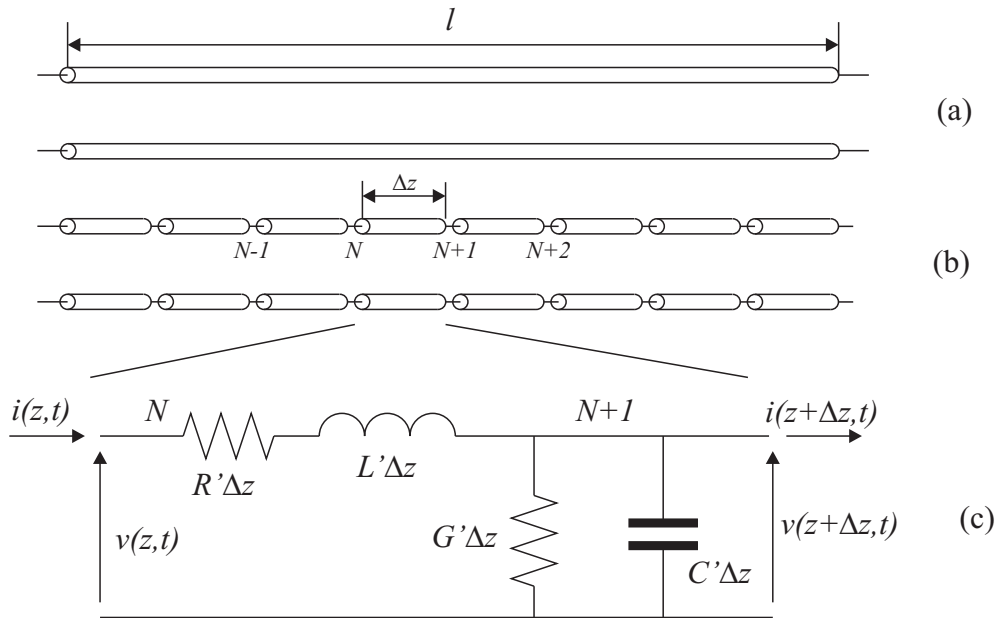 l
(a)
Δz
N-1 N N+1 N+2
(b)
i(z,t) N N+1 i(z+Δz,t)
R’Δz L’Δz
v(z,t) G’Δz C’Δz v(z+Δz,t) (c)